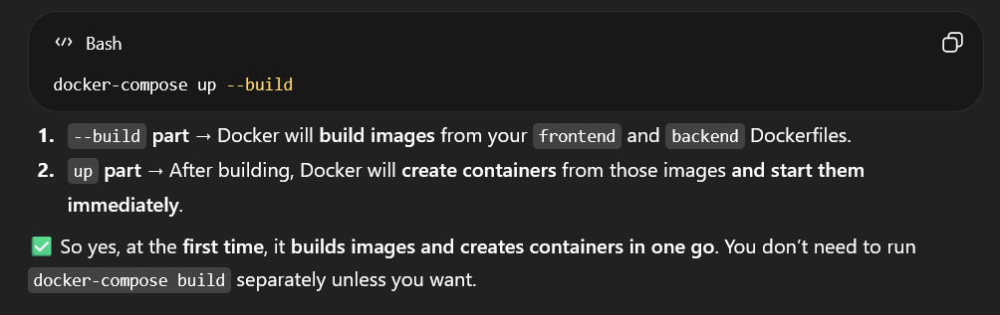 Bash
docker-compose up --build
1. --build part → Docker will build images from your frontend and backend Dockerfiles.
2. up part → After building, Docker will create containers from those images and start them
immediately.
✅ So yes, at the first time, it builds images and creates containers in one go. You don't need to run
docker-compose build separately unless you want.